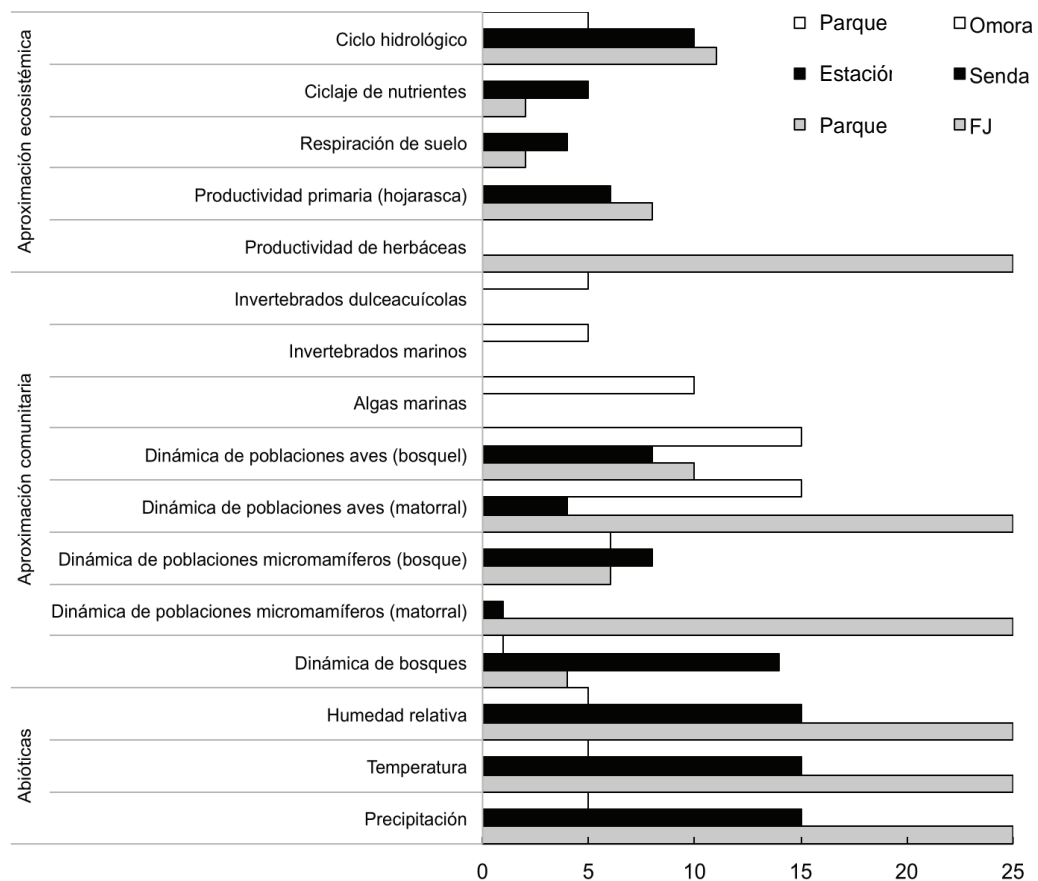 Parque Omora
Estación Senda
Parque FJ
Aproximación ecosistémica
Ciclo hidrológico
Ciclaje de nutrientes
Respiración de suelo
Productividad primaria (hojarasca)
Productividad de herbáceas
Aproximación comunitaria
Invertebrados dulceacuícolas
Invertebrados marinos
Algas marinas
Dinámica de poblaciones aves (bosquel)
Dinámica de poblaciones aves (matorral)
Dinámica de poblaciones micromamíferos (bosque)
Dinámica de poblaciones micromamíferos (matorral)
Dinámica de bosques
Abióticas
Humedad relativa
Temperatura
Precipitación
0 5 10 15 20 25